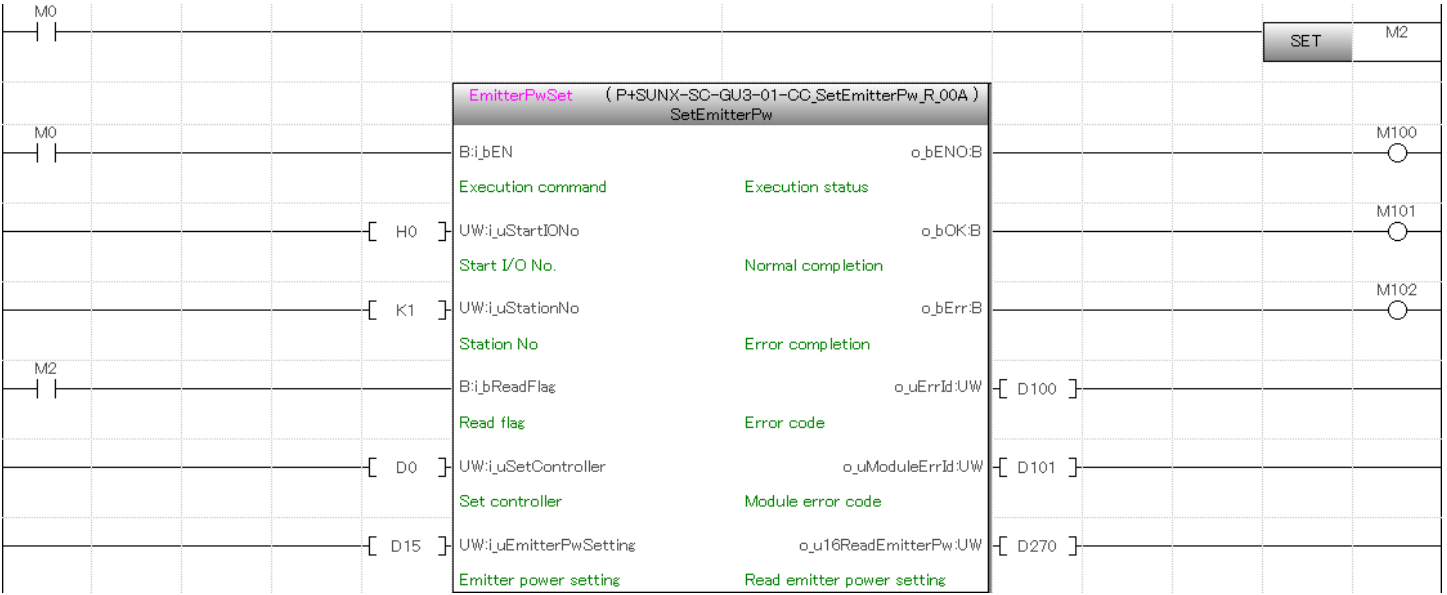 M0
SET M2
EmitterPwSet (P+SUNX-SC-GU3-01-CC_SetEmitterPw_R_00A)
SetEmitterPw
M0 M100
B:i_bEN o_bENO:B
Execution command Execution status
M101
H0 UW:i_uStartIONo o_bOK:B
Start I/O No. Normal completion
M102
K1 UW:i_uStationNo o_bErr:B
Station No Error completion
M2
B:i_bReadFlag o_uErrId:UW D100
Read flag Error code
D0 UW:i_uSetController o_uModuleErrId:UW D101
Set controller Module error code
D15 UW:i_uEmitterPwSetting o_u16ReadEmitterPw:UW D270
Emitter power setting Read emitter power setting